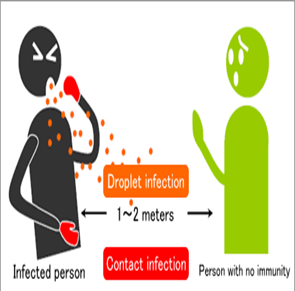 Droplet infection
1～2 meters
Contact infection
Infected person
Person with no immunity